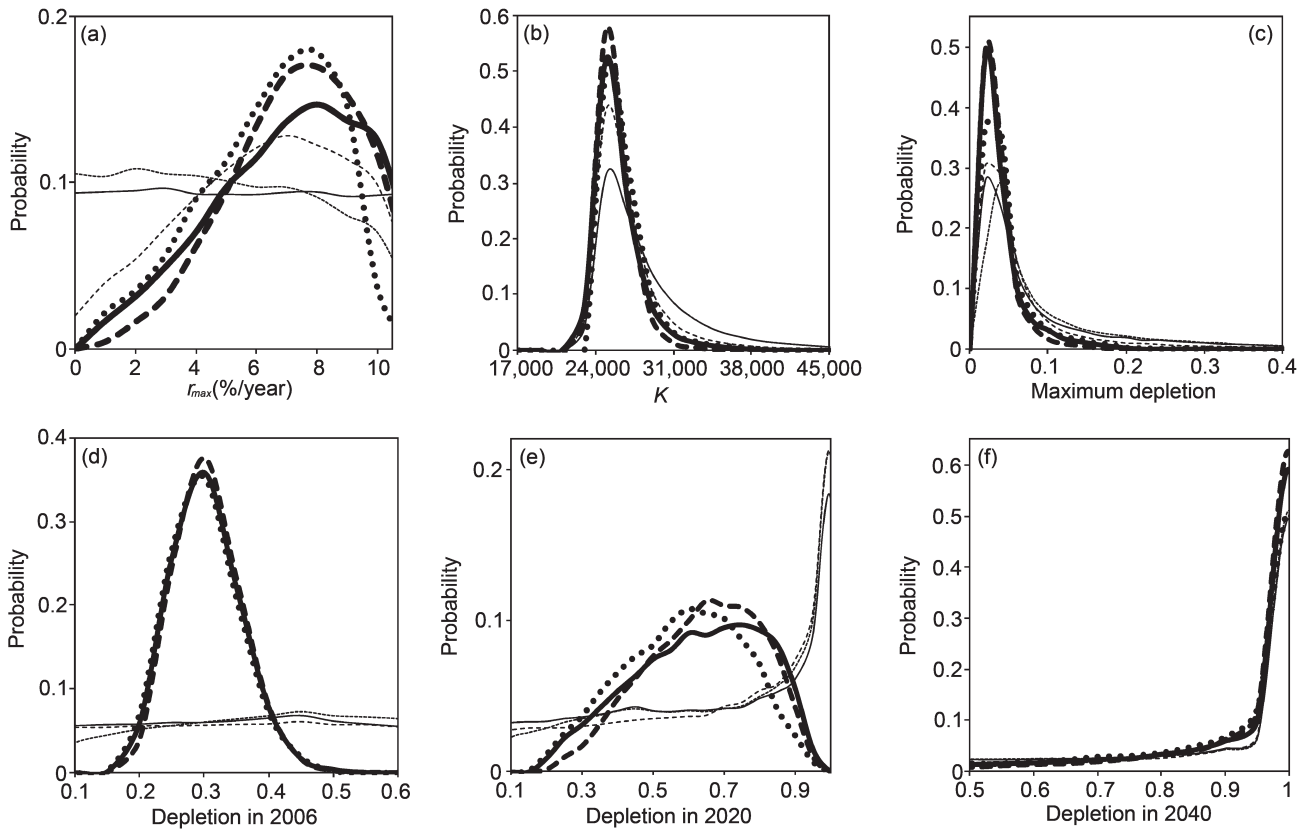 (a)
0.2
0.1
0
Probability
0 2 4 6 8 10
rmax(%/year)
(b)
0.6
0.5
0.4
0.3
0.2
0.1
0
Probability
17,000 24,000 31,000 38,000 45,000
K
(c)
0.5
0.4
0.3
0.2
0.1
0
Probability
0 0.1 0.2 0.3 0.4
Maximum depletion
(d)
0.4
0.3
0.2
0.1
0
Probability
0.1 0.2 0.3 0.4 0.5 0.6
Depletion in 2006
(e)
0.2
0.1
0
Probability
0.1 0.3 0.5 0.7 0.9
Depletion in 2020
(f)
0.6
0.5
0.4
0.3
0.2
0.1
0
Probability
0.5 0.6 0.7 0.8 0.9 1
Depletion in 2040